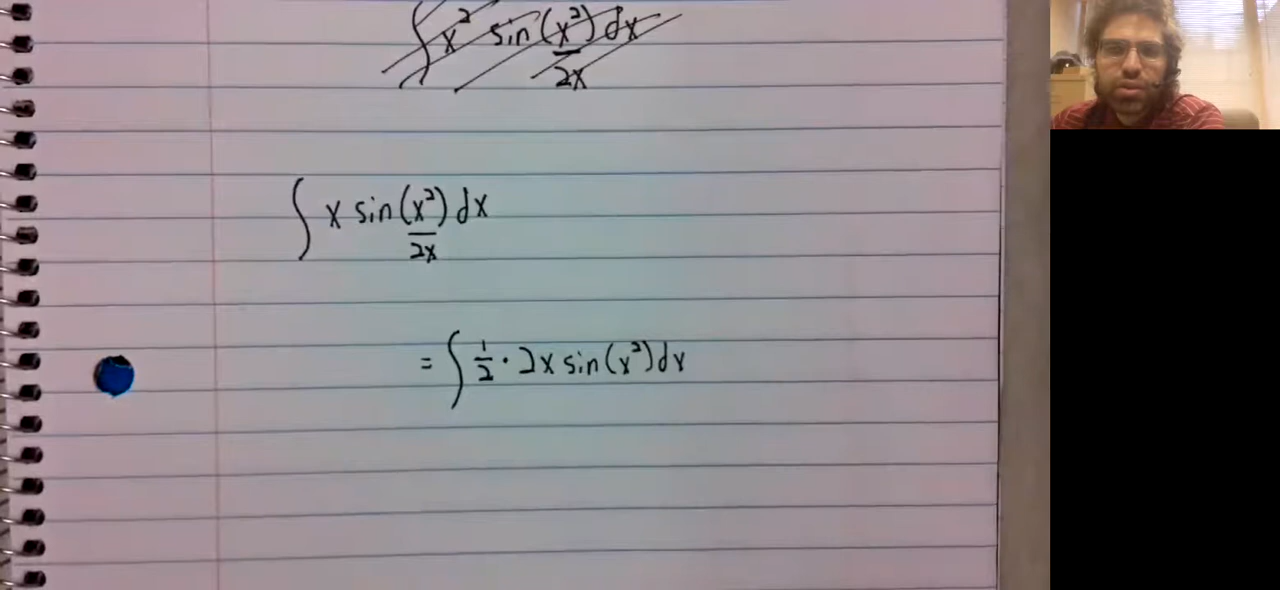 ∫ x² sin(x²) dx
2x
∫ x sin(x²) dx
2x
= ∫ 1/2 · 2x sin(x²) dx